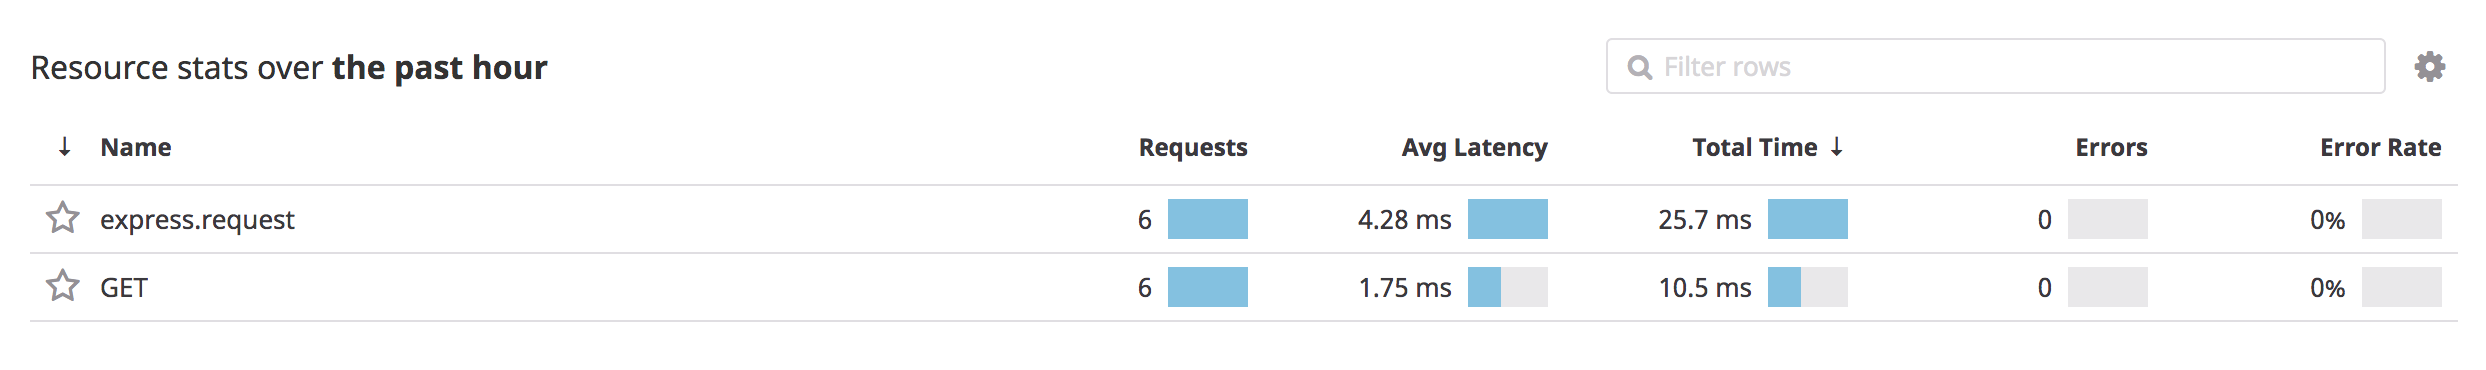 Resource stats over the past hour
Filter rows
↓ Name Requests Avg Latency Total Time ↓ Errors Error Rate
express.request 6 4.28 ms 25.7 ms 0 0%
GET 6 1.75 ms 10.5 ms 0 0%